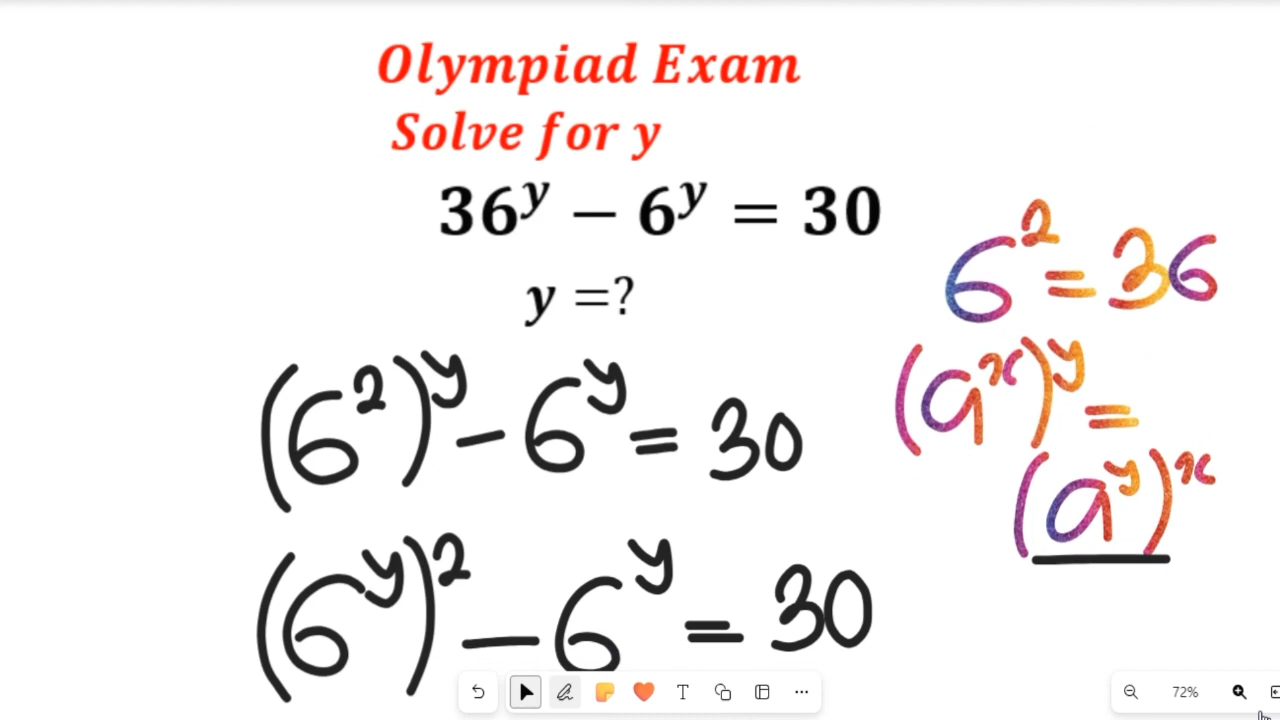 Olympiad Exam
Solve for y
36^y − 6^y = 30
y =?
6^2 = 36
(6^2)^y − 6^y = 30
(a^x)^y =
(a^y)^x
(6^y)^2 − 6^y = 30
T
72%